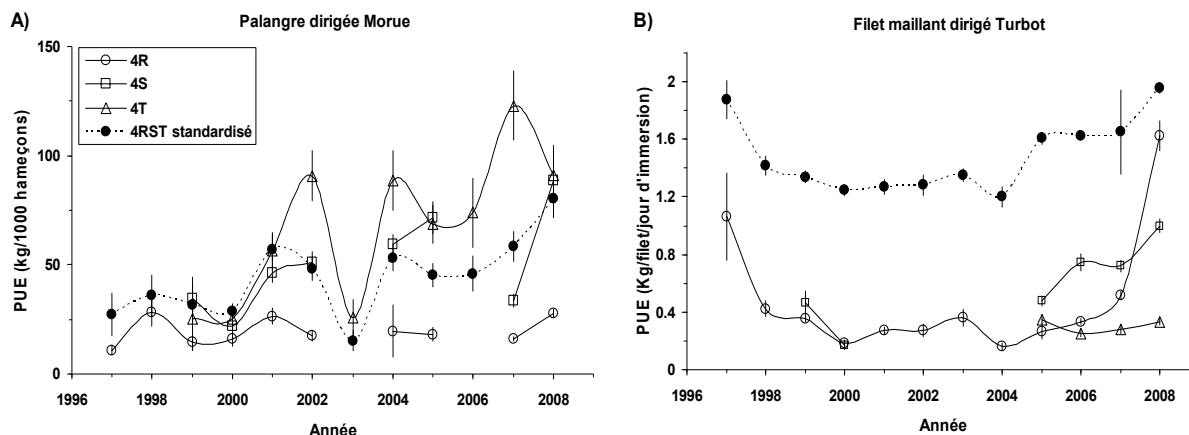 A)
Palangre dirigée Morue
PUE (kg/1000 hameçons)
150
100
50
0
4R
4S
4T
4RST standardisé
1996 1998 2000 2002 2004 2006 2008
Année
B)
Filet maillant dirigé Turbot
PUE (Kg/filet/jour d'immersion)
2
1.6
1.2
0.8
0.4
0
1996 1998 2000 2002 2004 2006 2008
Année